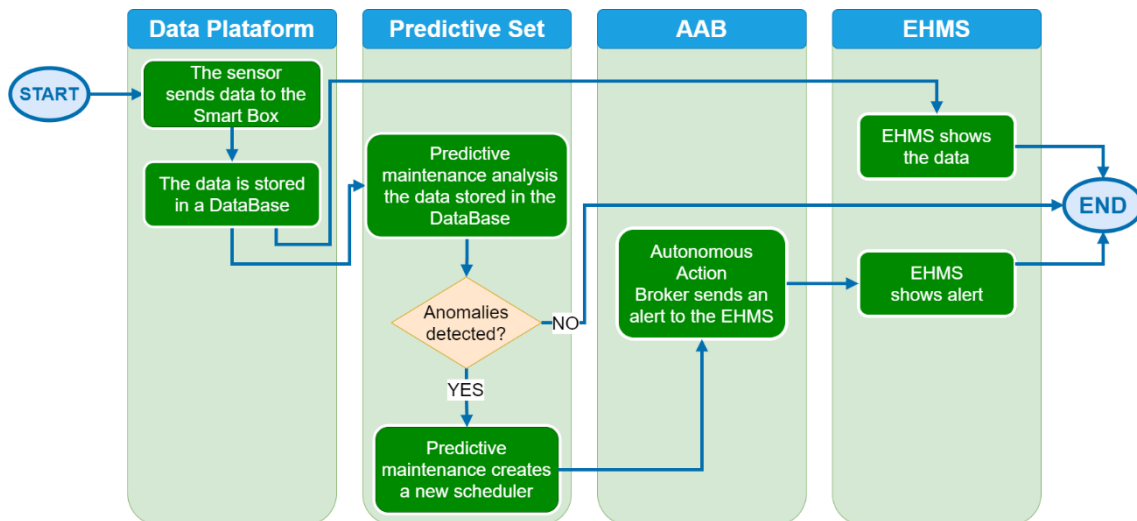 Data Plataform
Predictive Set
AAB
EHMS
START
The sensor
sends data to the
Smart Box
The data is stored
in a DataBase
Predictive
maintenance analysis
the data stored in the
DataBase
Anomalies
detected?
NO
YES
Predictive
maintenance creates
a new scheduler
Autonomous
Action
Broker sends an
alert to the EHMS
EHMS shows
the data
EHMS
shows alert
END